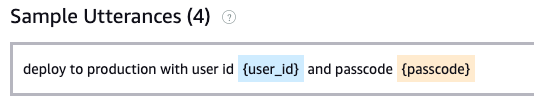 Sample Utterances (4) ?
deploy to production with user id {user_id} and passcode {passcode}